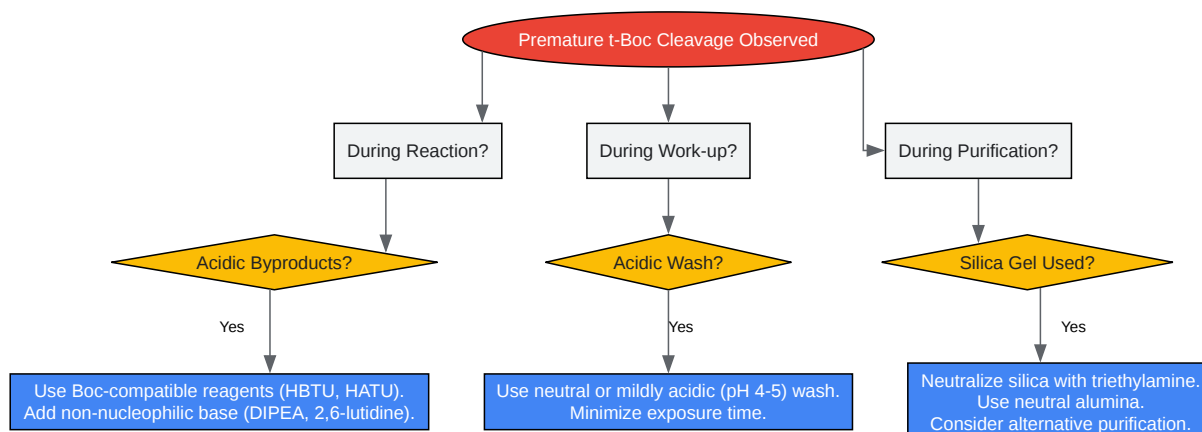 Premature t-Boc Cleavage Observed
During Reaction?
During Work-up?
During Purification?
Acidic Byproducts?
Acidic Wash?
Silica Gel Used?
Yes
Yes
Yes
Use Boc-compatible reagents (HBTU, HATU).
Add non-nucleophilic base (DIPEA, 2,6-lutidine).
Use neutral or mildly acidic (pH 4-5) wash.
Minimize exposure time.
Neutralize silica with triethylamine.
Use neutral alumina.
Consider alternative purification.